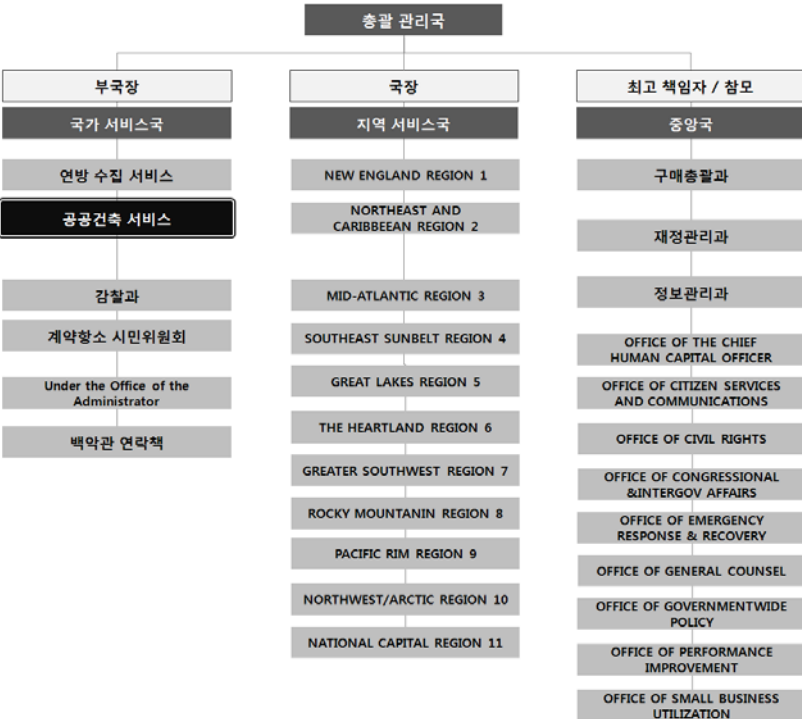 총괄 관리국
부국장
국가 서비스국
연방 수집 서비스
공공건축 서비스
감찰과
계약항소 시민위원회
Under the Office of the
Administrator
백악관 연락책
국장
지역 서비스국
NEW ENGLAND REGION 1
NORTHEAST AND
CARIBBEEAN REGION 2
MID-ATLANTIC REGION 3
SOUTHEAST SUNBELT REGION 4
GREAT LAKES REGION 5
THE HEARTLAND REGION 6
GREATER SOUTHWEST REGION 7
ROCKY MOUNTANIN REGION 8
PACIFIC RIM REGION 9
NORTHWEST/ARCTIC REGION 10
NATIONAL CAPITAL REGION 11
최고 책임자 / 참모
중앙국
구매총괄과
재정관리과
정보관리과
OFFICE OF THE CHIEF
HUMAN CAPITAL OFFICER
OFFICE OF CITIZEN SERVICES
AND COMMUNICATIONS
OFFICE OF CIVIL RIGHTS
OFFICE OF CONGRESSIONAL
&INTERGOV AFFAIRS
OFFICE OF EMERGENCY
RESPONSE & RECOVERY
OFFICE OF GENERAL COUNSEL
OFFICE OF GOVERNMENTWIDE
POLICY
OFFICE OF PERFORMANCE
IMPROVEMENT
OFFICE OF SMALL BUSINESS
UTILIZATION